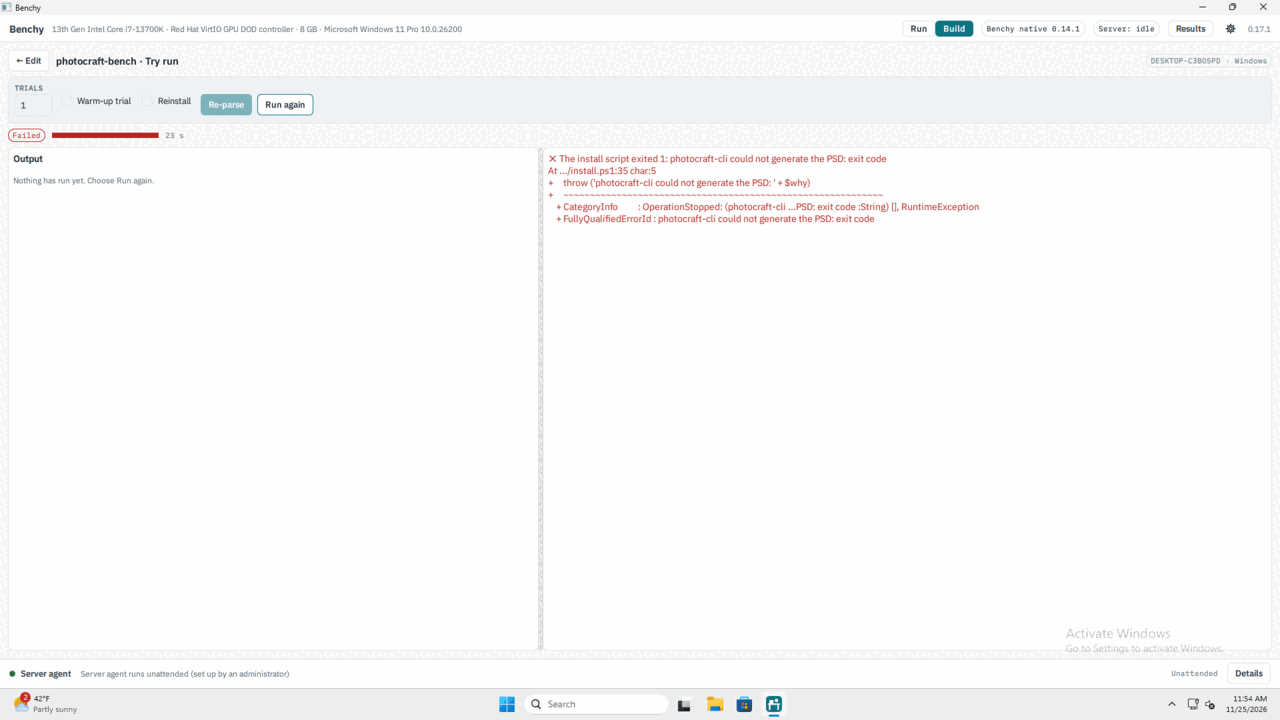 Benchy
Benchy 13th Gen Intel Core i7-13700K · Red Hat VirtIO GPU DOD controller · 8 GB · Microsoft Windows 11 Pro 10.0.26200
Run Build Benchy native 0.14.1 Server: idle Results 0.17.1
← Edit photocraft-bench · Try run
DESKTOP-C3BO5PD · Windows
TRIALS
1 Warm-up trial Reinstall Re-parse Run again
Failed 23 s
Output
Nothing has run yet. Choose Run again.
✕ The install script exited 1: photocraft-cli could not generate the PSD: exit code
At .../install.ps1:35 char:5
+ throw ('photocraft-cli could not generate the PSD: ' + $why)
+ ~~~~~~~~~~~~~~~~~~~~~~~~~~~~~~~~~~~~~~~~~~~~~~~~~~~~~~~~~~~~
+ CategoryInfo : OperationStopped: (photocraft-cli ...PSD: exit code :String) [], RuntimeException
+ FullyQualifiedErrorId : photocraft-cli could not generate the PSD: exit code
Activate Windows
Go to Settings to activate Windows.
Server agent Server agent runs unattended (set up by an administrator)
Unattended Details
2
42°F
Partly sunny
Search
11:54 AM
11/25/2026